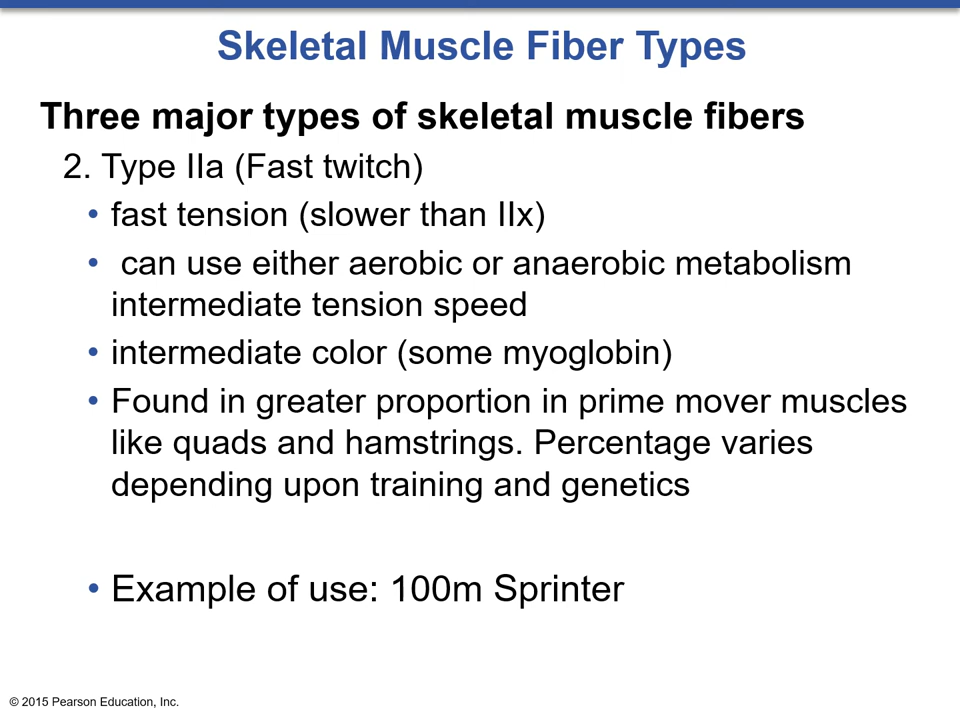 Skeletal Muscle Fiber Types
Three major types of skeletal muscle fibers
2. Type IIa (Fast twitch)
• fast tension (slower than IIx)
• can use either aerobic or anaerobic metabolism
intermediate tension speed
• intermediate color (some myoglobin)
• Found in greater proportion in prime mover muscles
like quads and hamstrings. Percentage varies
depending upon training and genetics
• Example of use: 100m Sprinter
© 2015 Pearson Education, Inc.